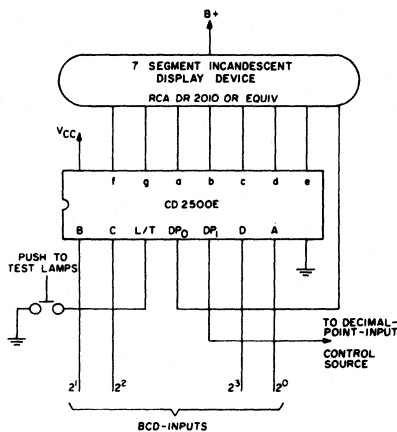 B+
7 SEGMENT INCANDESCENT
DISPLAY DEVICE
RCA DR 2010 OR EQUIV
VCC
f g a b c d e
CD 2500E
B C L/T DP0 DP1 D A
PUSH TO
TEST LAMPS
TO DECIMAL-
POINT-INPUT
CONTROL
SOURCE
2¹ 2² 2³ 2⁰
BCD-INPUTS